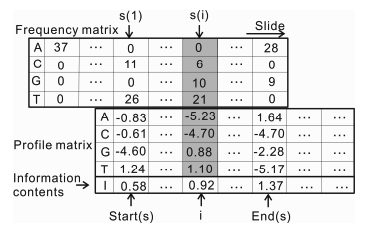 s(1) s(i)
Frequency matrix Slide
A 37 ··· 0 ··· 0 ··· 28
C 0 ··· 11 ··· 6 ··· 0
G 0 ··· 0 ··· 10 ··· 9
T 0 ··· 26 ··· 21 ··· 0
Profile matrix
A -0.83 ··· -5.23 ··· 1.64 ··· ···
C -0.61 ··· -4.70 ··· -4.70 ··· ···
G -4.60 ··· 0.88 ··· -2.28 ··· ···
T 1.24 ··· 1.10 ··· -5.17 ··· ···
Information contents
I 0.58 ··· 0.92 ··· 1.37 ··· ···
Start(s) i End(s)